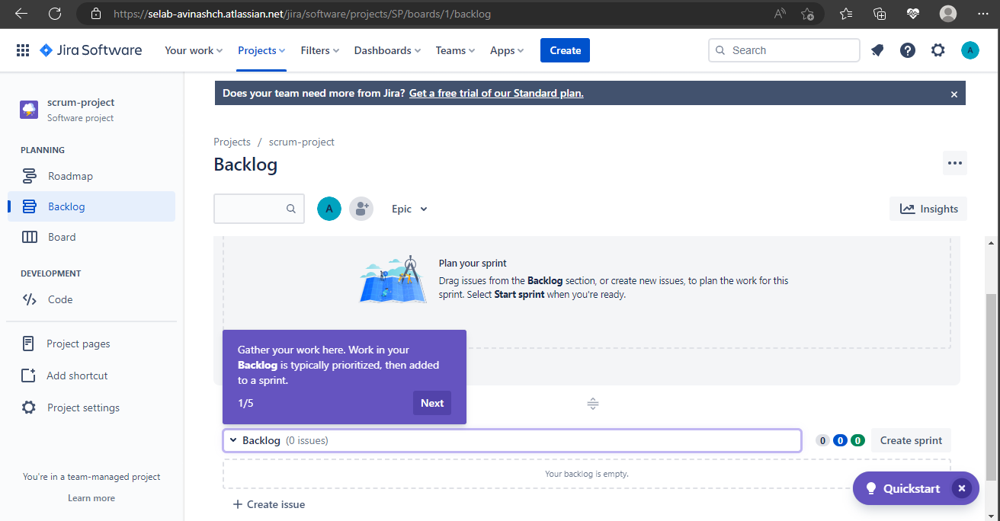 https://selab-avinashch.atlassian.net/jira/software/projects/SP/boards/1/backlog
Jira Software
Your work
Projects
Filters
Dashboards
Teams
Apps
Create
Search
A
scrum-project
Software project
PLANNING
Roadmap
Backlog
Board
DEVELOPMENT
Code
Project pages
Add shortcut
Project settings
You're in a team-managed project
Learn more
Does your team need more from Jira? Get a free trial of our Standard plan.
Projects / scrum-project
Backlog
A
Epic
Insights
Plan your sprint
Drag issues from the Backlog section, or create new issues, to plan the work for this
sprint. Select Start sprint when you're ready.
Gather your work here. Work in your
Backlog is typically prioritized, then added
to a sprint.
1/5
Next
Backlog (0 issues)
0 0 0
Create sprint
Your backlog is empty.
+ Create issue
Quickstart